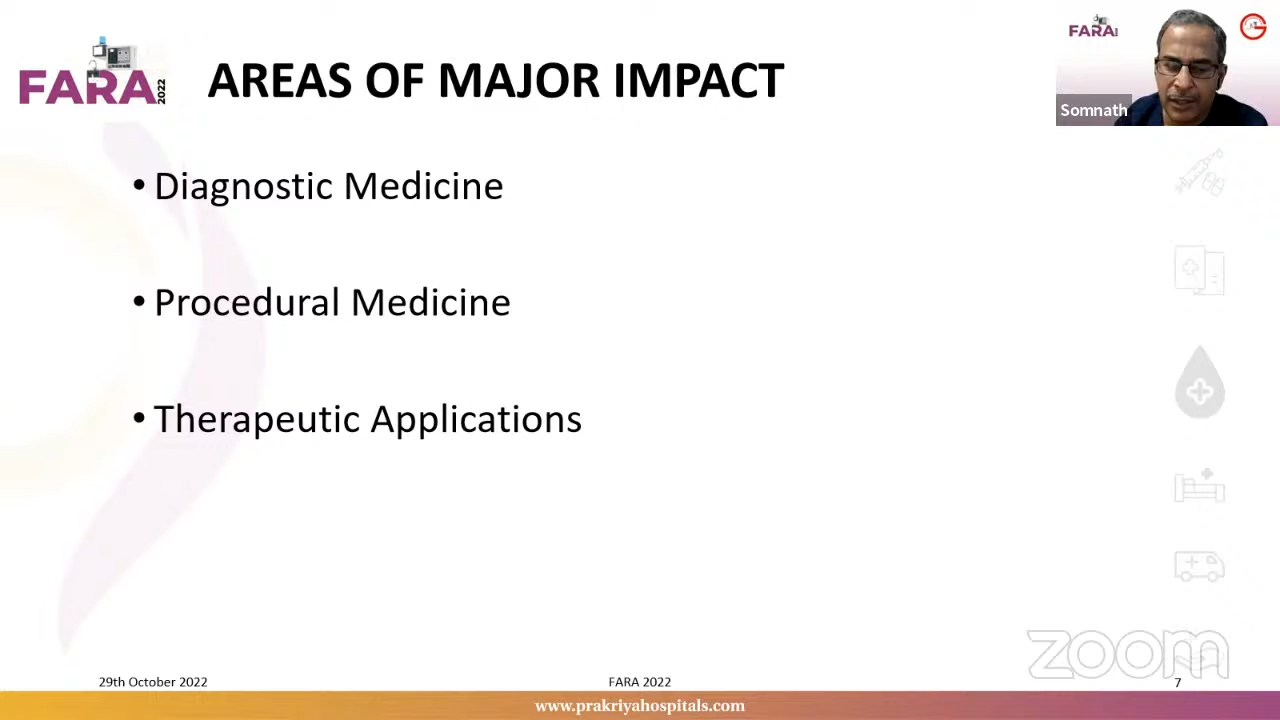 FARA 2022
AREAS OF MAJOR IMPACT
FARA
Somnath
• Diagnostic Medicine
• Procedural Medicine
• Therapeutic Applications
zoom
29th October 2022
FARA 2022
7
www.prakriyahospitals.com